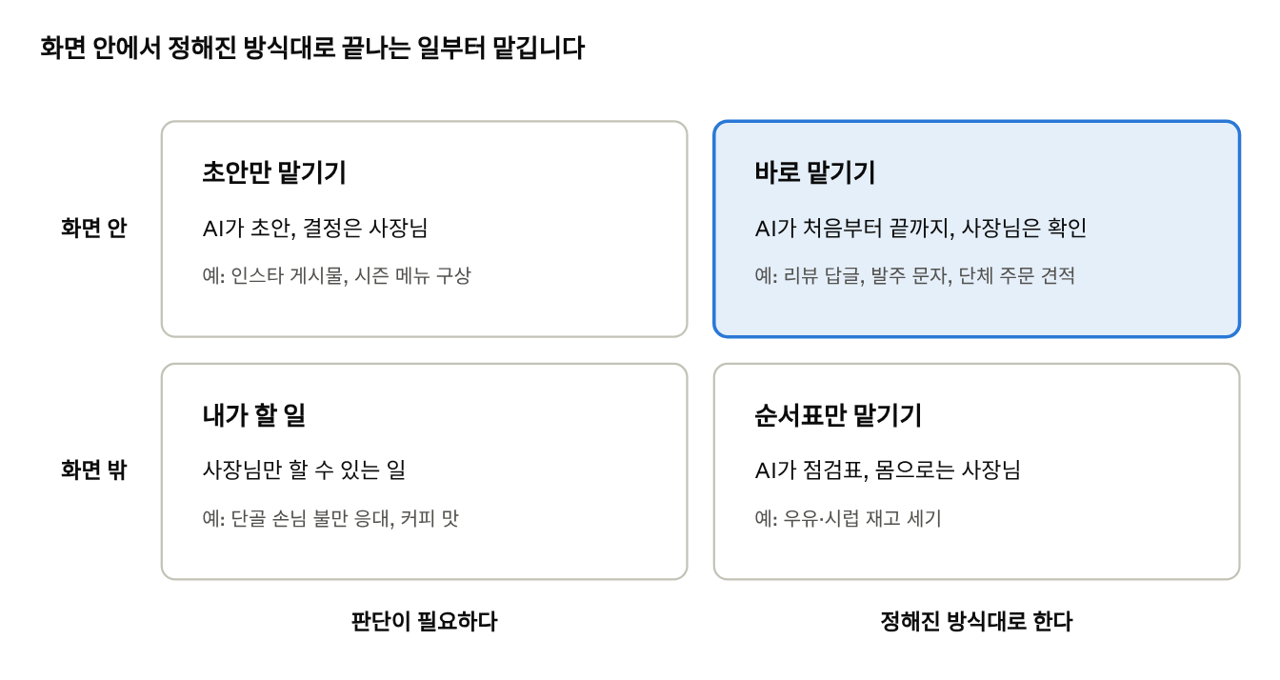 화면 안에서 정해진 방식대로 끝나는 일부터 맡깁니다
초안만 맡기기
AI가 초안, 결정은 사장님
예: 인스타 게시물, 시즌 메뉴 구상
바로 맡기기
AI가 처음부터 끝까지, 사장님은 확인
예: 리뷰 답글, 발주 문자, 단체 주문 견적
화면 안
내가 할 일
사장님만 할 수 있는 일
예: 단골 손님 불만 응대, 커피 맛
순서표만 맡기기
AI가 점검표, 몸으로는 사장님
예: 우유·시럽 재고 세기
화면 밖
판단이 필요하다
정해진 방식대로 한다